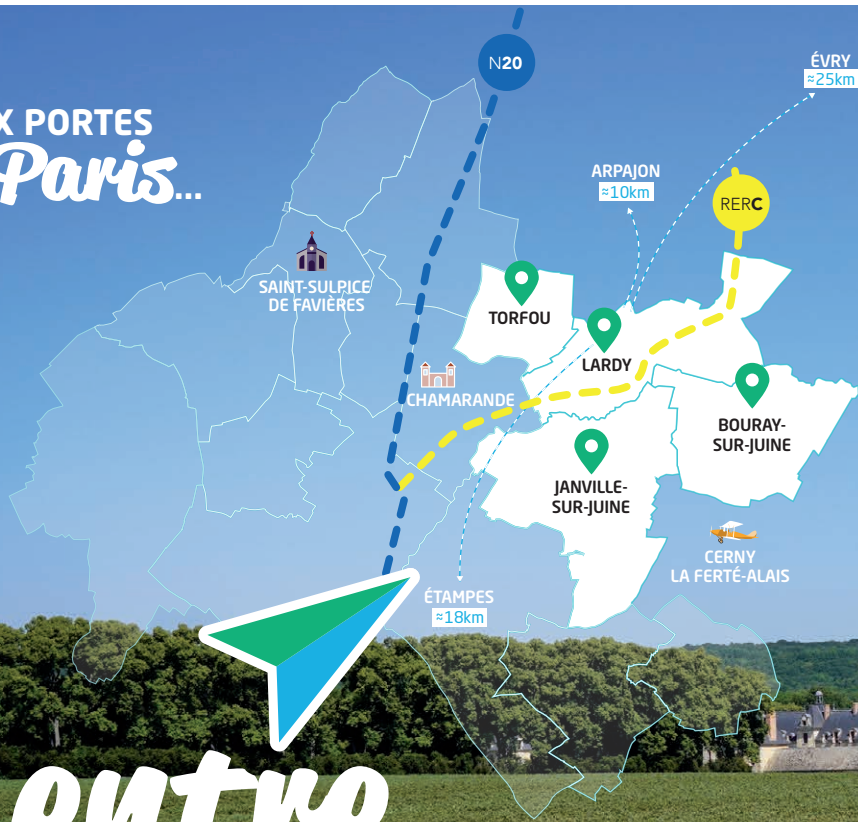 N20
ÉVRY
≈25km
X PORTES
Paris...
ARPAJON
≈10km
RERC
SAINT-SULPICE
DE FAVIÈRES
TORFOU
LARDY
CHAMARANDE
BOURAY-
SUR-JUINE
JANVILLE-
SUR-JUINE
CERNY
LA FERTÉ-ALAIS
ÉTAMPES
≈18km
entre